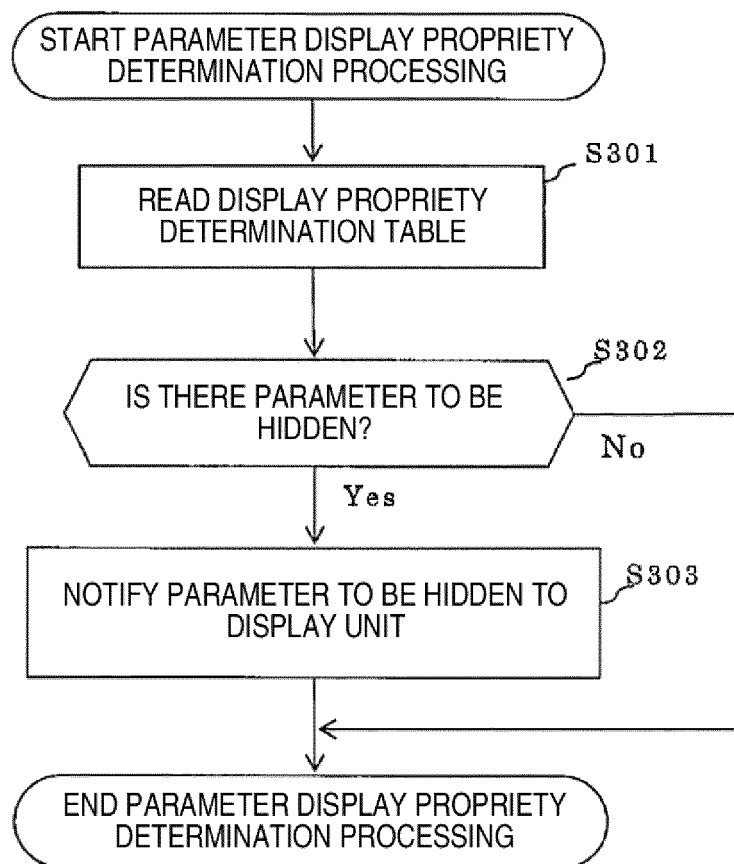 START PARAMETER DISPLAY PROPRIETY
DETERMINATION PROCESSING
S301
READ DISPLAY PROPRIETY
DETERMINATION TABLE
S302
IS THERE PARAMETER TO BE
HIDDEN?
No
Yes
S303
NOTIFY PARAMETER TO BE HIDDEN TO
DISPLAY UNIT
END PARAMETER DISPLAY PROPRIETY
DETERMINATION PROCESSING